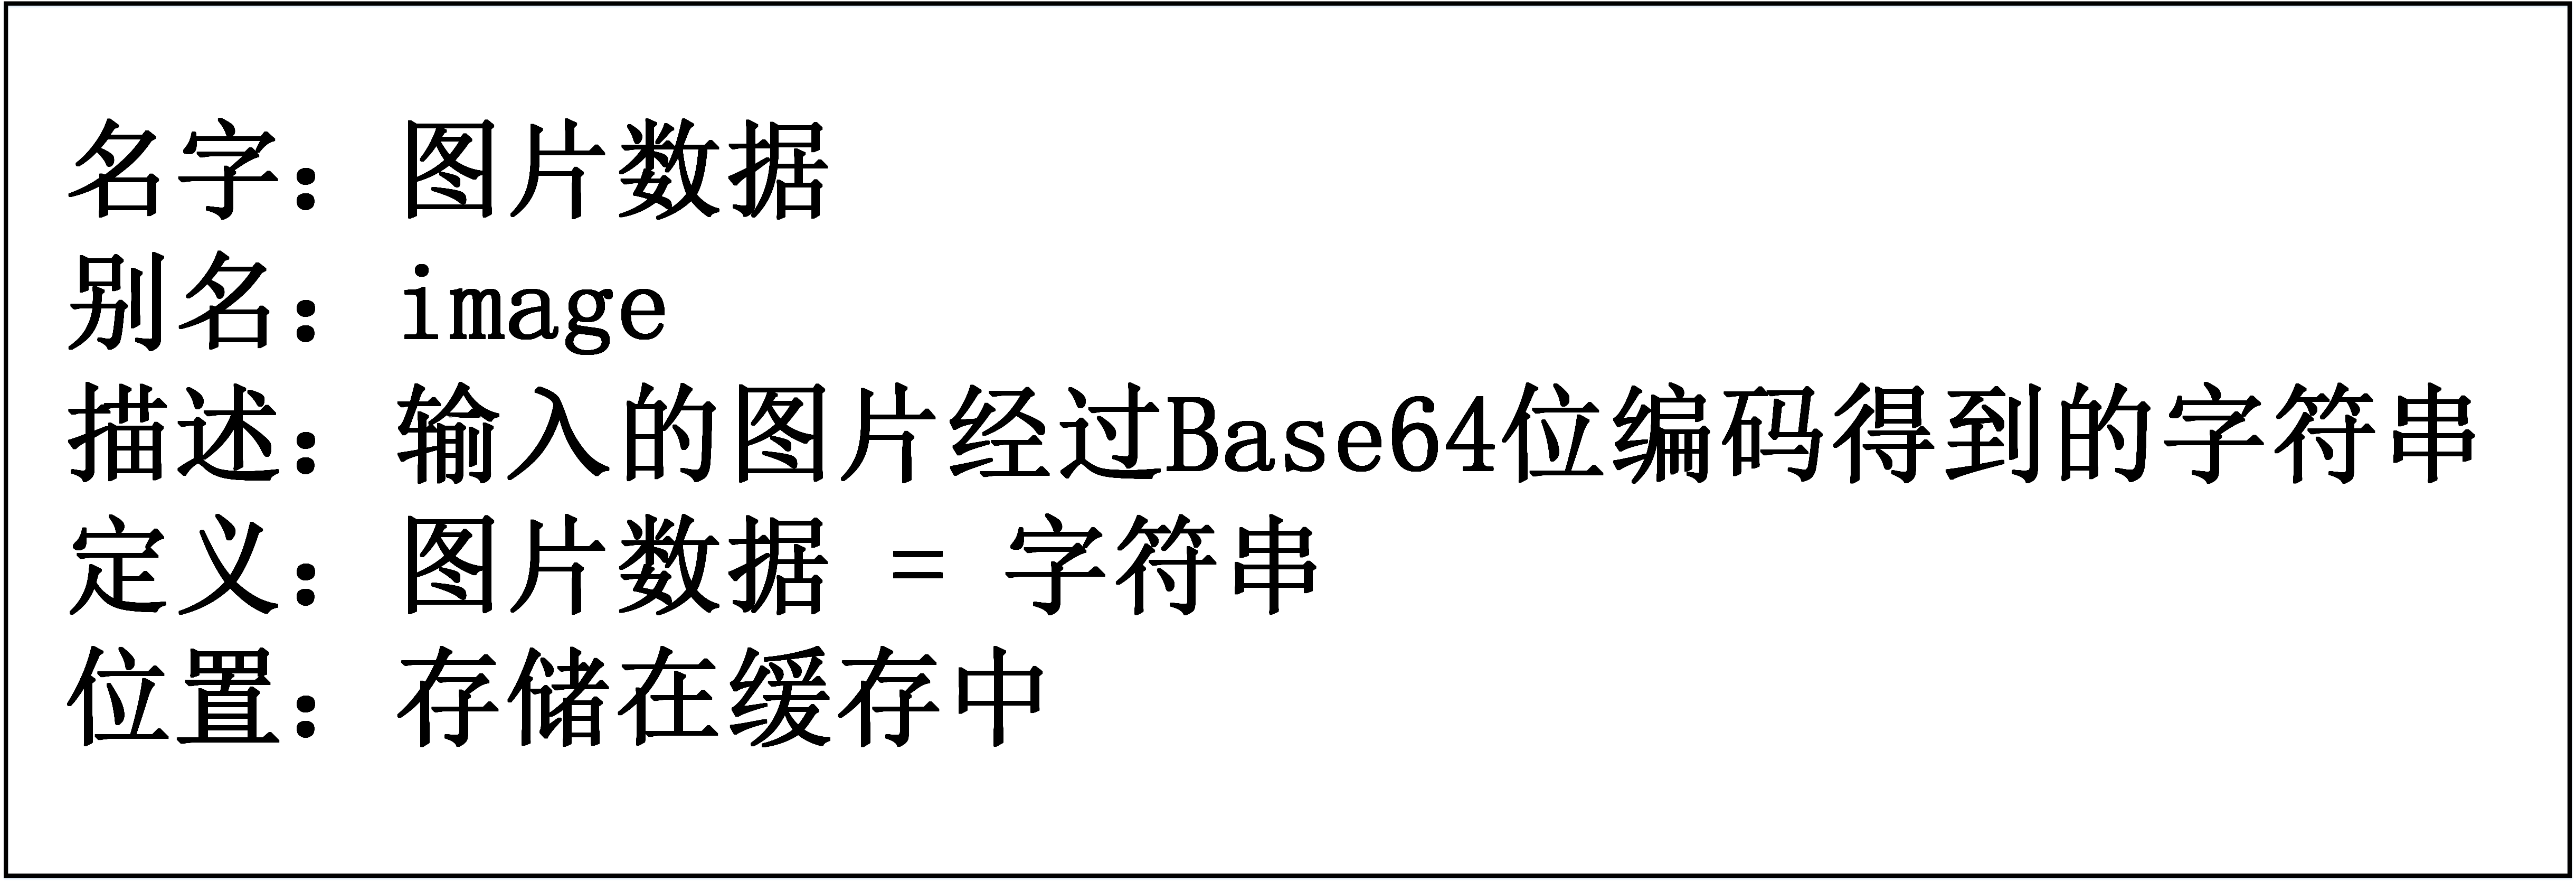 名字：图片数据
别名：image
描述：输入的图片经过Base64位编码得到的字符串
定义：图片数据 = 字符串
位置：存储在缓存中